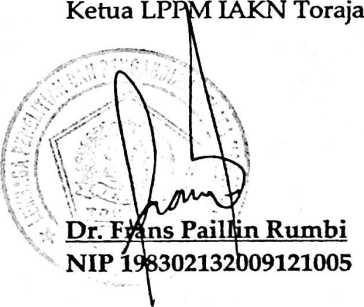 Ketua LPPM IAKN Toraja
Dr. Frans Paillin Rumbi
NIP 198302132009121005